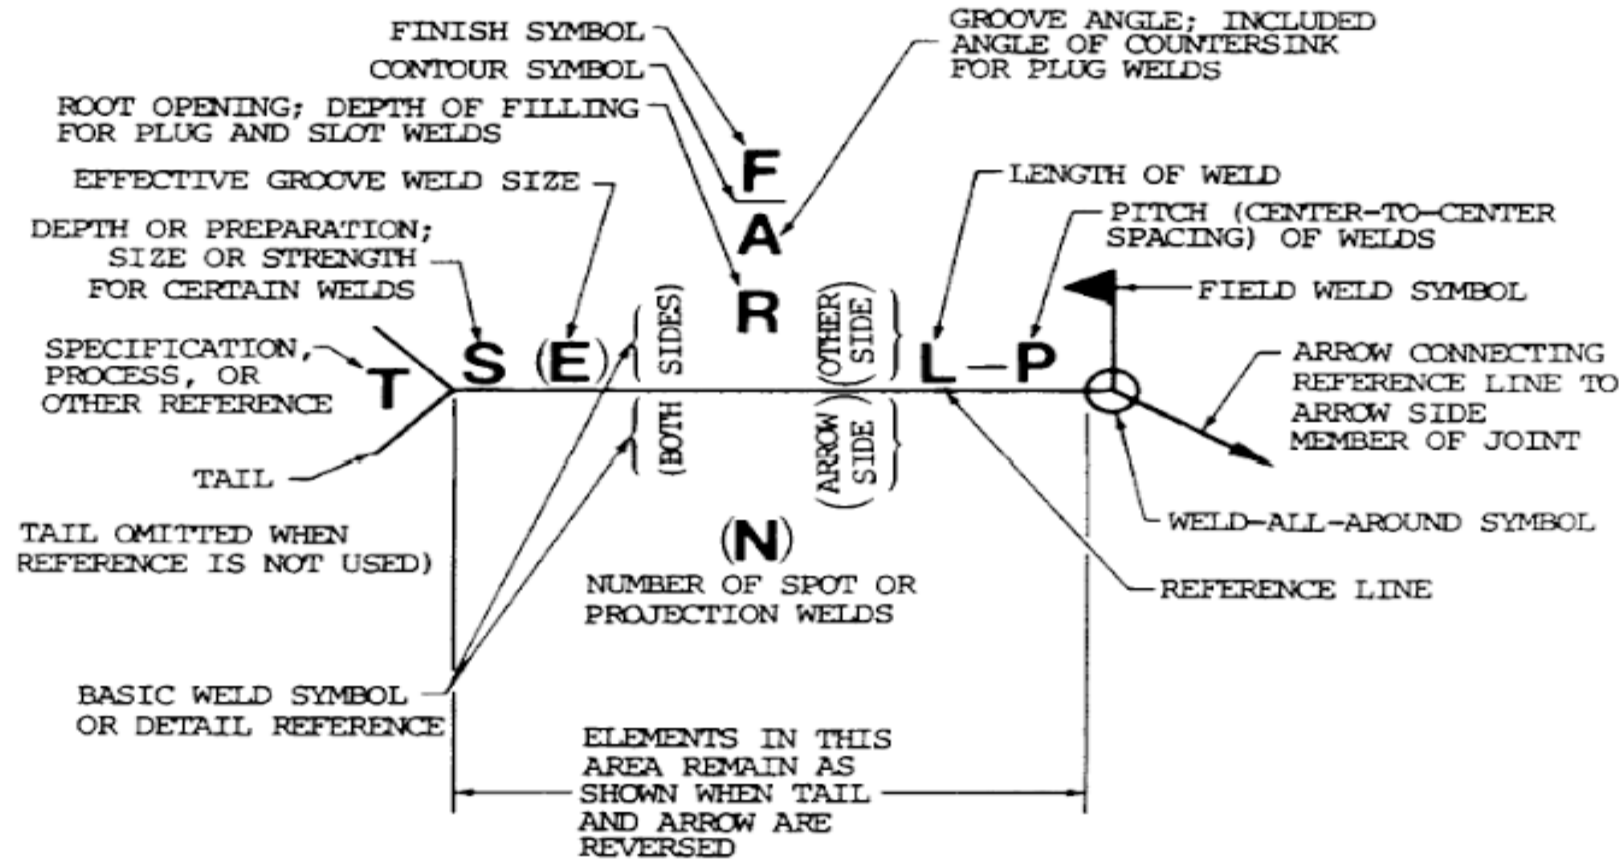 FINISH SYMBOL
CONTOUR SYMBOL
ROOT OPENING; DEPTH OF FILLING
FOR PLUG AND SLOT WELDS
EFFECTIVE GROOVE WELD SIZE
DEPTH OR PREPARATION;
SIZE OR STRENGTH
FOR CERTAIN WELDS
SPECIFICATION,
PROCESS, OR
OTHER REFERENCE
TAIL
TAIL OMITTED WHEN
REFERENCE IS NOT USED)
BASIC WELD SYMBOL
OR DETAIL REFERENCE
GROOVE ANGLE; INCLUDED
ANGLE OF COUNTERSINK
FOR PLUG WELDS
F
A
R
T
S
(E)
(BOTH SIDES)
(OTHER SIDE)
(ARROW SIDE)
L-P
(N)
NUMBER OF SPOT OR
PROJECTION WELDS
ELEMENTS IN THIS
AREA REMAIN AS
SHOWN WHEN TAIL
AND ARROW ARE
REVERSED
LENGTH OF WELD
PITCH (CENTER-TO-CENTER
SPACING) OF WELDS
FIELD WELD SYMBOL
ARROW CONNECTING
REFERENCE LINE TO
ARROW SIDE
MEMBER OF JOINT
WELD-ALL-AROUND SYMBOL
REFERENCE LINE